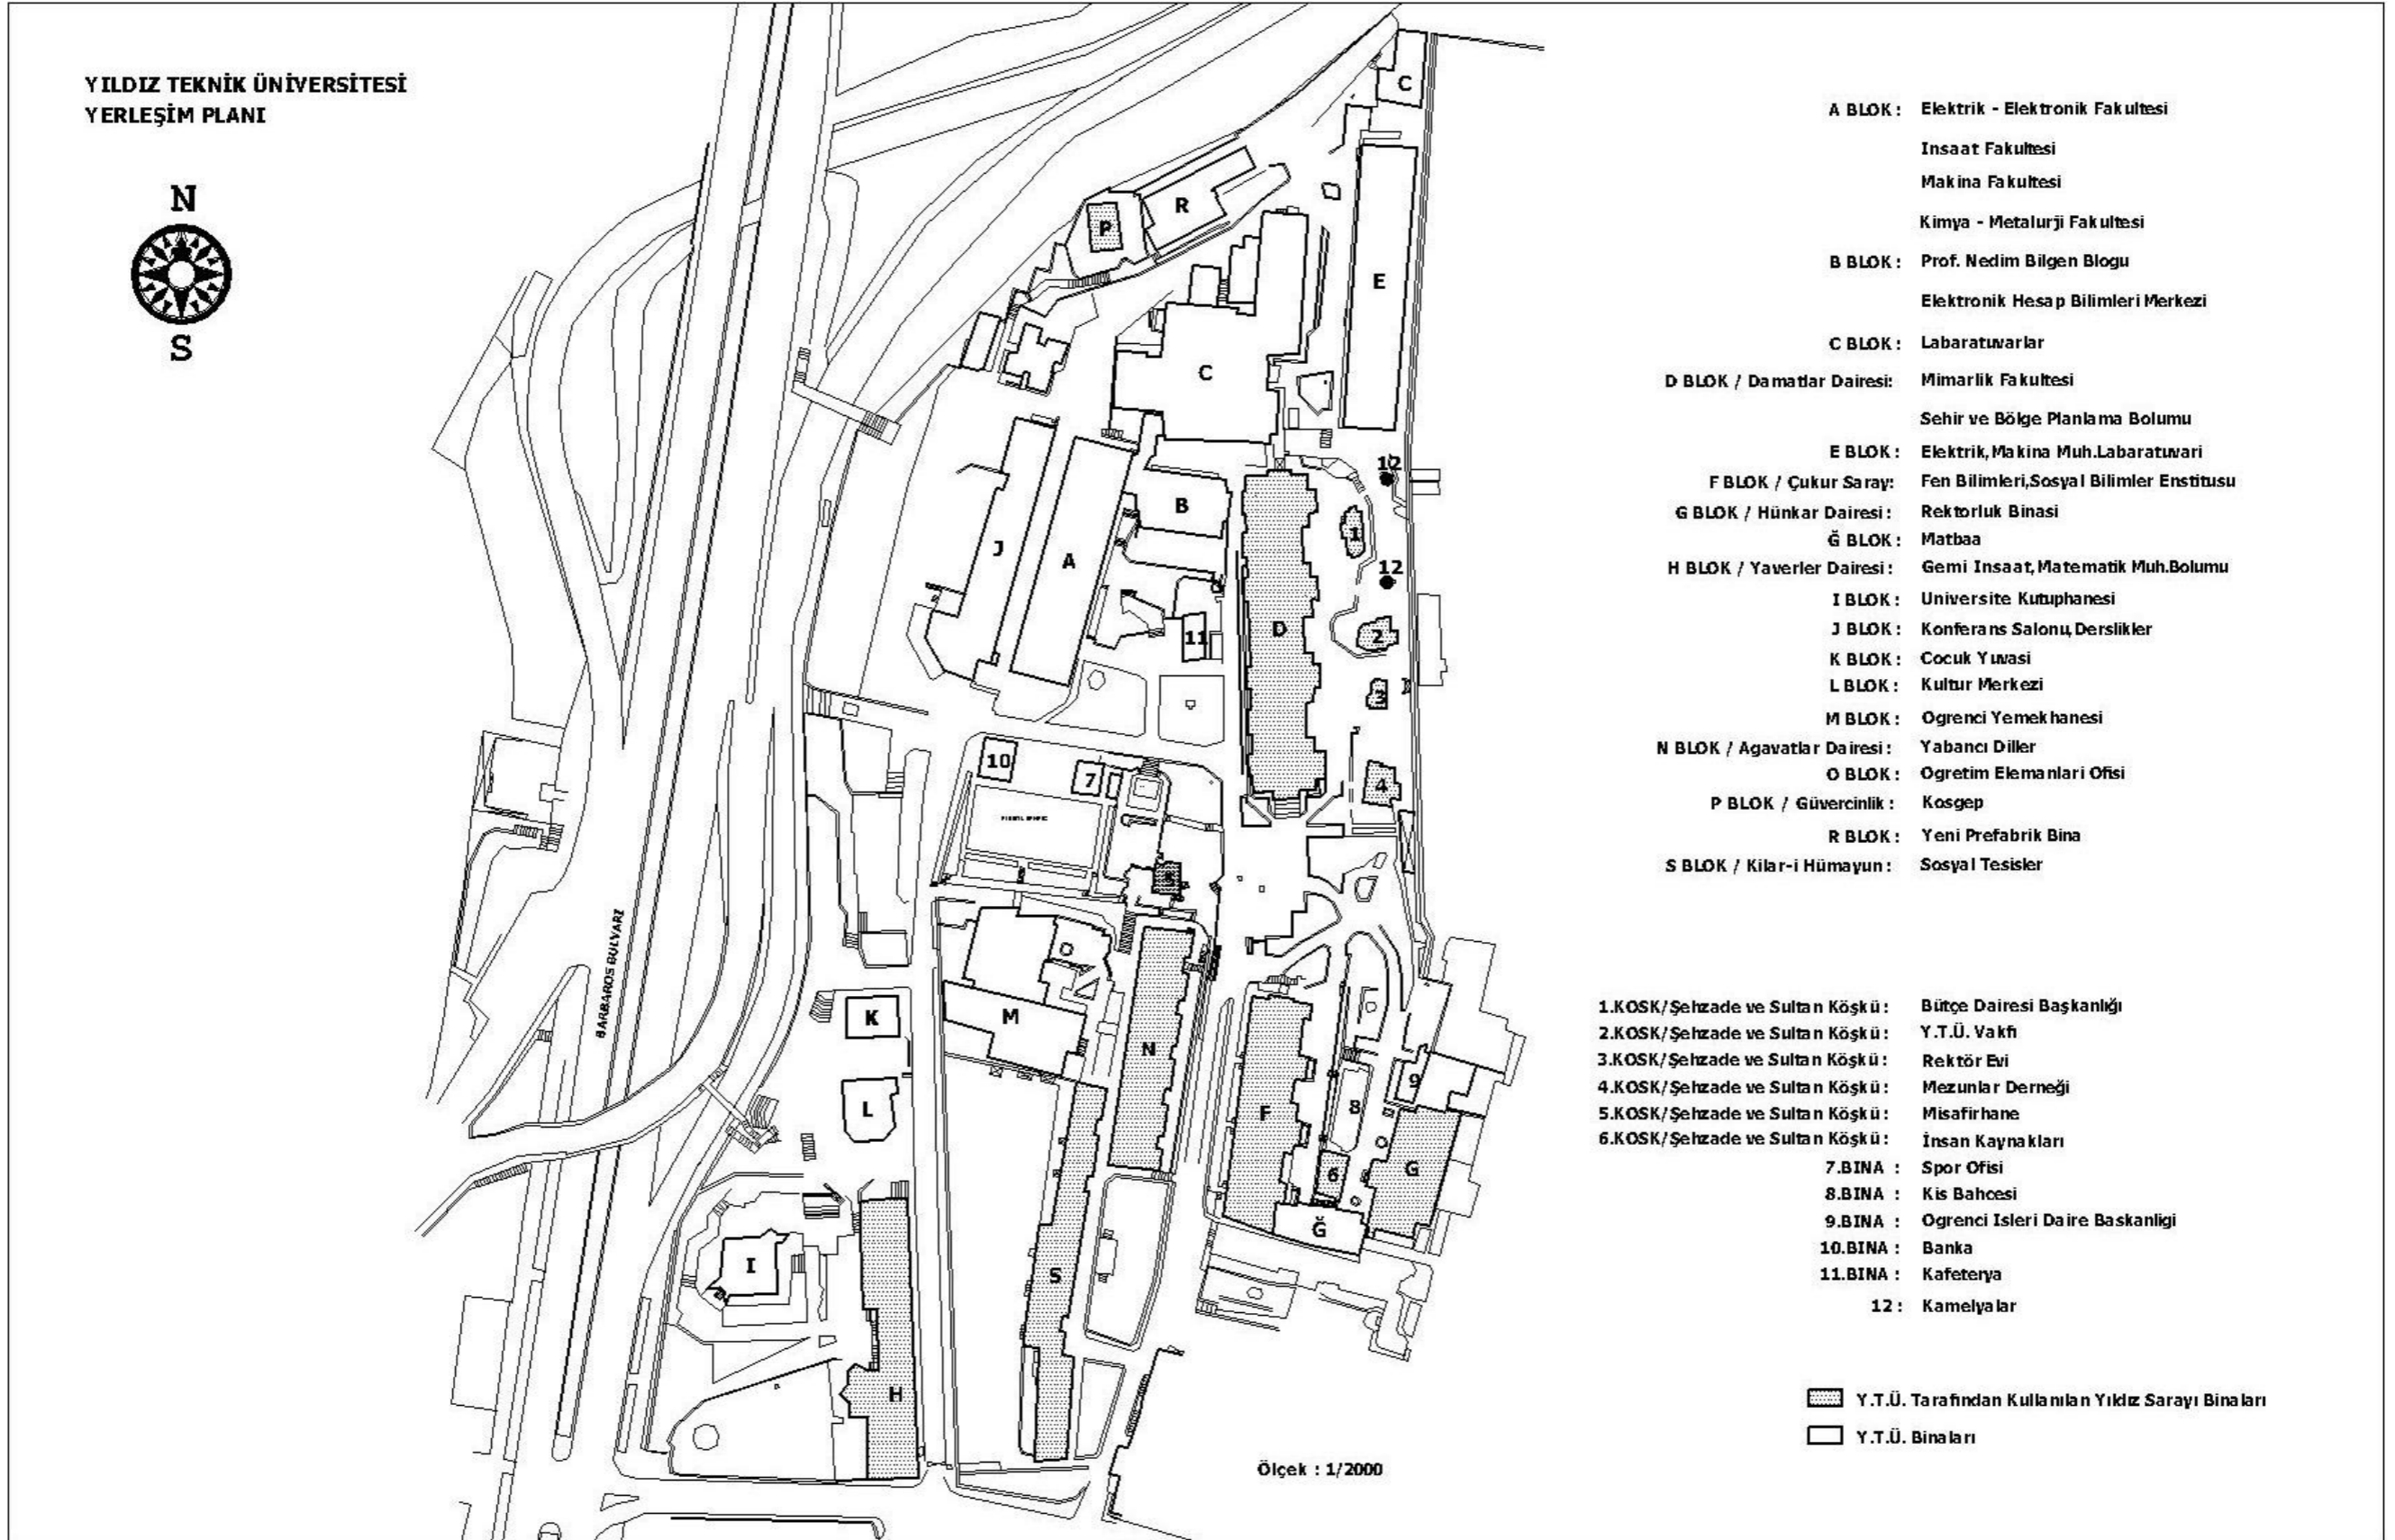 YILDIZ TEKNİK ÜNİVERSİTESİ
YERLEŞİM PLANI
N
S
A BLOK : Elektrik - Elektronik Fakultesi
Insaat Fakultesi
Makina Fakultesi
Kimya - Metalurji Fakultesi
B BLOK : Prof. Nedim Bilgen Blogu
Elektronik Hesap Bilimleri Merkezi
C BLOK : Labaratuvarlar
D BLOK / Damatlar Dairesi: Mimarlik Fakultesi
Sehir ve Bölge Planlama Bolumu
E BLOK : Elektrik,Makina Muh.Labaratuvari
F BLOK / Çukur Saray: Fen Bilimleri,Sosyal Bilimler Enstitusu
G BLOK / Hünkar Dairesi : Rektorluk Binasi
Ğ BLOK : Matbaa
H BLOK / Yaverler Dairesi : Gemi Insaat,Matematik Muh.Bolumu
I BLOK : Universite Kutuphanesi
J BLOK : Konferans Salonu,Derslikler
K BLOK : Cocuk Yuvasi
L BLOK : Kultur Merkezi
M BLOK : Ogrenci Yemekhanesi
N BLOK / Agavatlar Dairesi : Yabancı Diller
O BLOK : Ogretim Elemanlari Ofisi
P BLOK / Güvercinlik : Kosgep
R BLOK : Yeni Prefabrik Bina
S BLOK / Kilar-i Hümayun : Sosyal Tesisler
1.KOSK/Şehzade ve Sultan Köşkü : Bütçe Dairesi Başkanlığı
2.KOSK/Şehzade ve Sultan Köşkü : Y.T.Ü. Vakfı
3.KOSK/Şehzade ve Sultan Köşkü : Rektör Evi
4.KOSK/Şehzade ve Sultan Köşkü : Mezunlar Derneği
5.KOSK/Şehzade ve Sultan Köşkü : Misafirhane
6.KOSK/Şehzade ve Sultan Köşkü : İnsan Kaynakları
7.BINA : Spor Ofisi
8.BINA : Kis Bahcesi
9.BINA : Ogrenci Isleri Daire Baskanligi
10.BINA : Banka
11.BINA : Kafeterya
12 : Kamelyalar
Y.T.Ü. Tarafından Kullanılan Yıldız Sarayı Binaları
Y.T.Ü. Binaları
Ölçek : 1/2000
BARBAROS BULVARI
C
R
P
E
C
12
B
1
J
A
12
D
11
2
3
10
7
4
5
O
K
M
N
L
F
9
8
6
G
Ğ
I
S
H